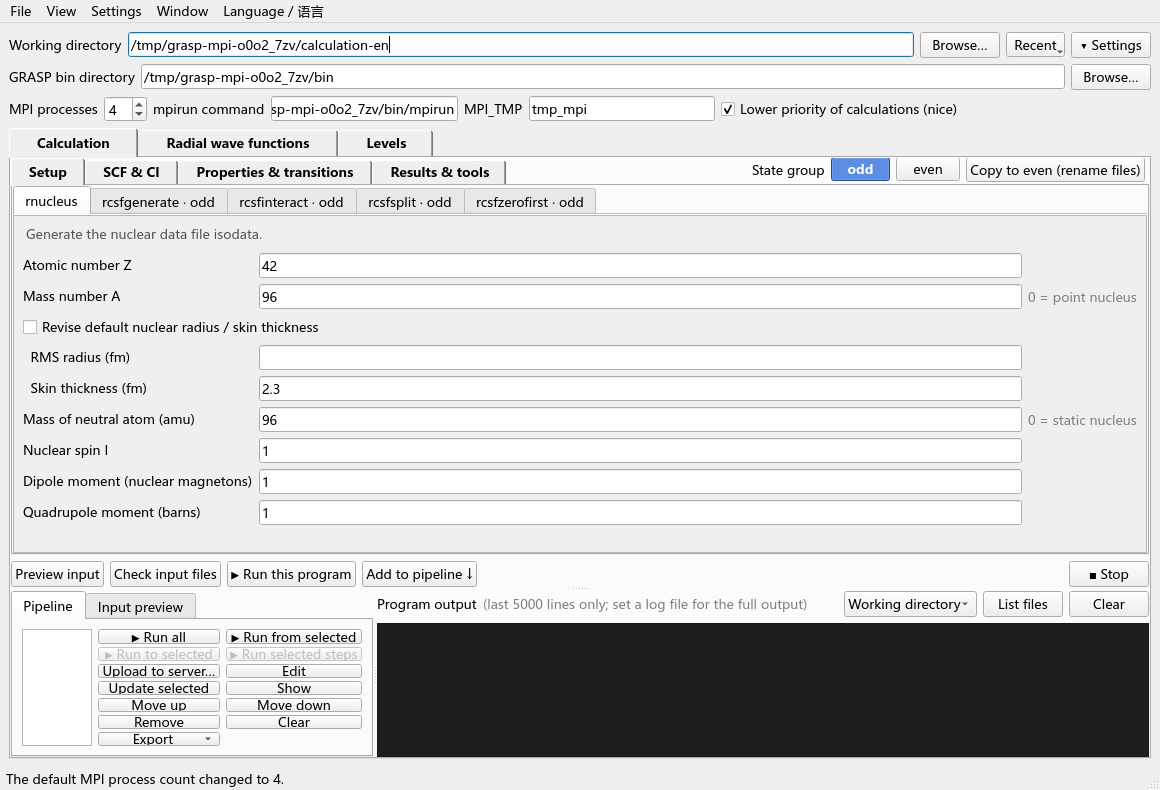 File View Settings Window Language / 语言
Working directory /tmp/grasp-mpi-o0o2_7zv/calculation-en Browse... Recent Settings
GRASP bin directory /tmp/grasp-mpi-o0o2_7zv/bin Browse...
MPI processes 4 mpirun command sp-mpi-o0o2_7zv/bin/mpirun MPI_TMP tmp_mpi Lower priority of calculations (nice)
Calculation Radial wave functions Levels
Setup SCF & CI Properties & transitions Results & tools State group odd even Copy to even (rename files)
rnucleus rcsfgenerate · odd rcsfinteract · odd rcsfsplit · odd rcsfzerofirst · odd
Generate the nuclear data file isodata.
Atomic number Z 42
Mass number A 96 0 = point nucleus
Revise default nuclear radius / skin thickness
RMS radius (fm)
Skin thickness (fm) 2.3
Mass of neutral atom (amu) 96 0 = static nucleus
Nuclear spin I 1
Dipole moment (nuclear magnetons) 1
Quadrupole moment (barns) 1
Preview input Check input files ▶ Run this program Add to pipeline ↓ ■ Stop
Pipeline Input preview Program output (last 5000 lines only; set a log file for the full output) Working directory List files Clear
▶ Run all ▶ Run from selected
▶ Run to selected ▶ Run selected steps
Upload to server... Edit
Update selected Show
Move up Move down
Remove Clear
Export
The default MPI process count changed to 4.